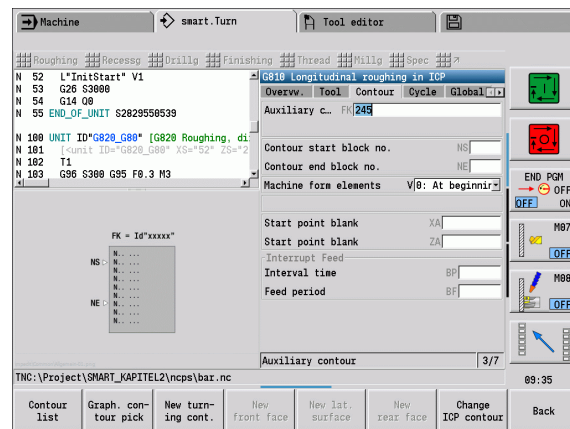 Machine
smart.Turn
Tool editor
Roughing Recessg Drillg Finishing Thread Millg Spec
N 52 L"InitStart" V1
N 53 G26 S3000
N 54 G14 Q0
N 55 END_OF_UNIT S2829550539
N 100 UNIT ID"G820_G80" [G820 Roughing, di
N 101 [<unit ID="G820_G80" XS="52" ZS="2
N 102 T1
N 103 G96 S300 G95 F0.3 M3
G810 Longitudinal roughing in ICP
Overvw. Tool Contour Cycle Global
Auxiliary c… FK 245
Contour start block no. NS
Contour end block no. NE
Machine form elements V 0: At beginnin
Start point blank XA
Start point blank ZA
Interrupt Feed
Interval time BP
Feed period BF
Auxiliary contour 3/7
FK = Id"xxxxx"
N.. ...
NS N.. ...
N.. ...
N.. ...
N.. ...
NE N.. ...
N.. ...
N.. ...
END PGM
OFF
OFF ON
M07
OFF
M08
OFF
TNC:\Project\SMART_KAPITEL2\ncps\bar.nc
09:35
Contour list
Graph. con-
tour pick
New turn-
ing cont.
New
front face
New lat.
surface
New
rear face
Change
ICP contour
Back